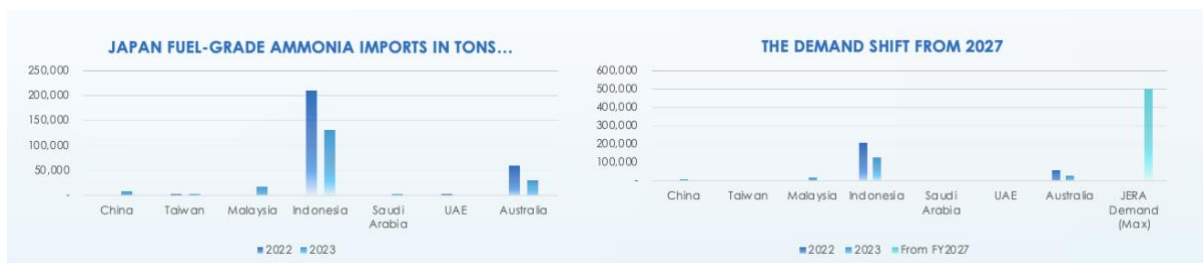 JAPAN FUEL-GRADE AMMONIA IMPORTS IN TONS...
250,000
200,000
150,000
100,000
50,000
-
China Taiwan Malaysia Indonesia Saudi Arabia UAE Australia
2022 2023
THE DEMAND SHIFT FROM 2027
600,000
500,000
400,000
300,000
200,000
100,000
-
China Taiwan Malaysia Indonesia Saudi Arabia UAE Australia JERA Demand (Max)
2022 2023 From FY2027